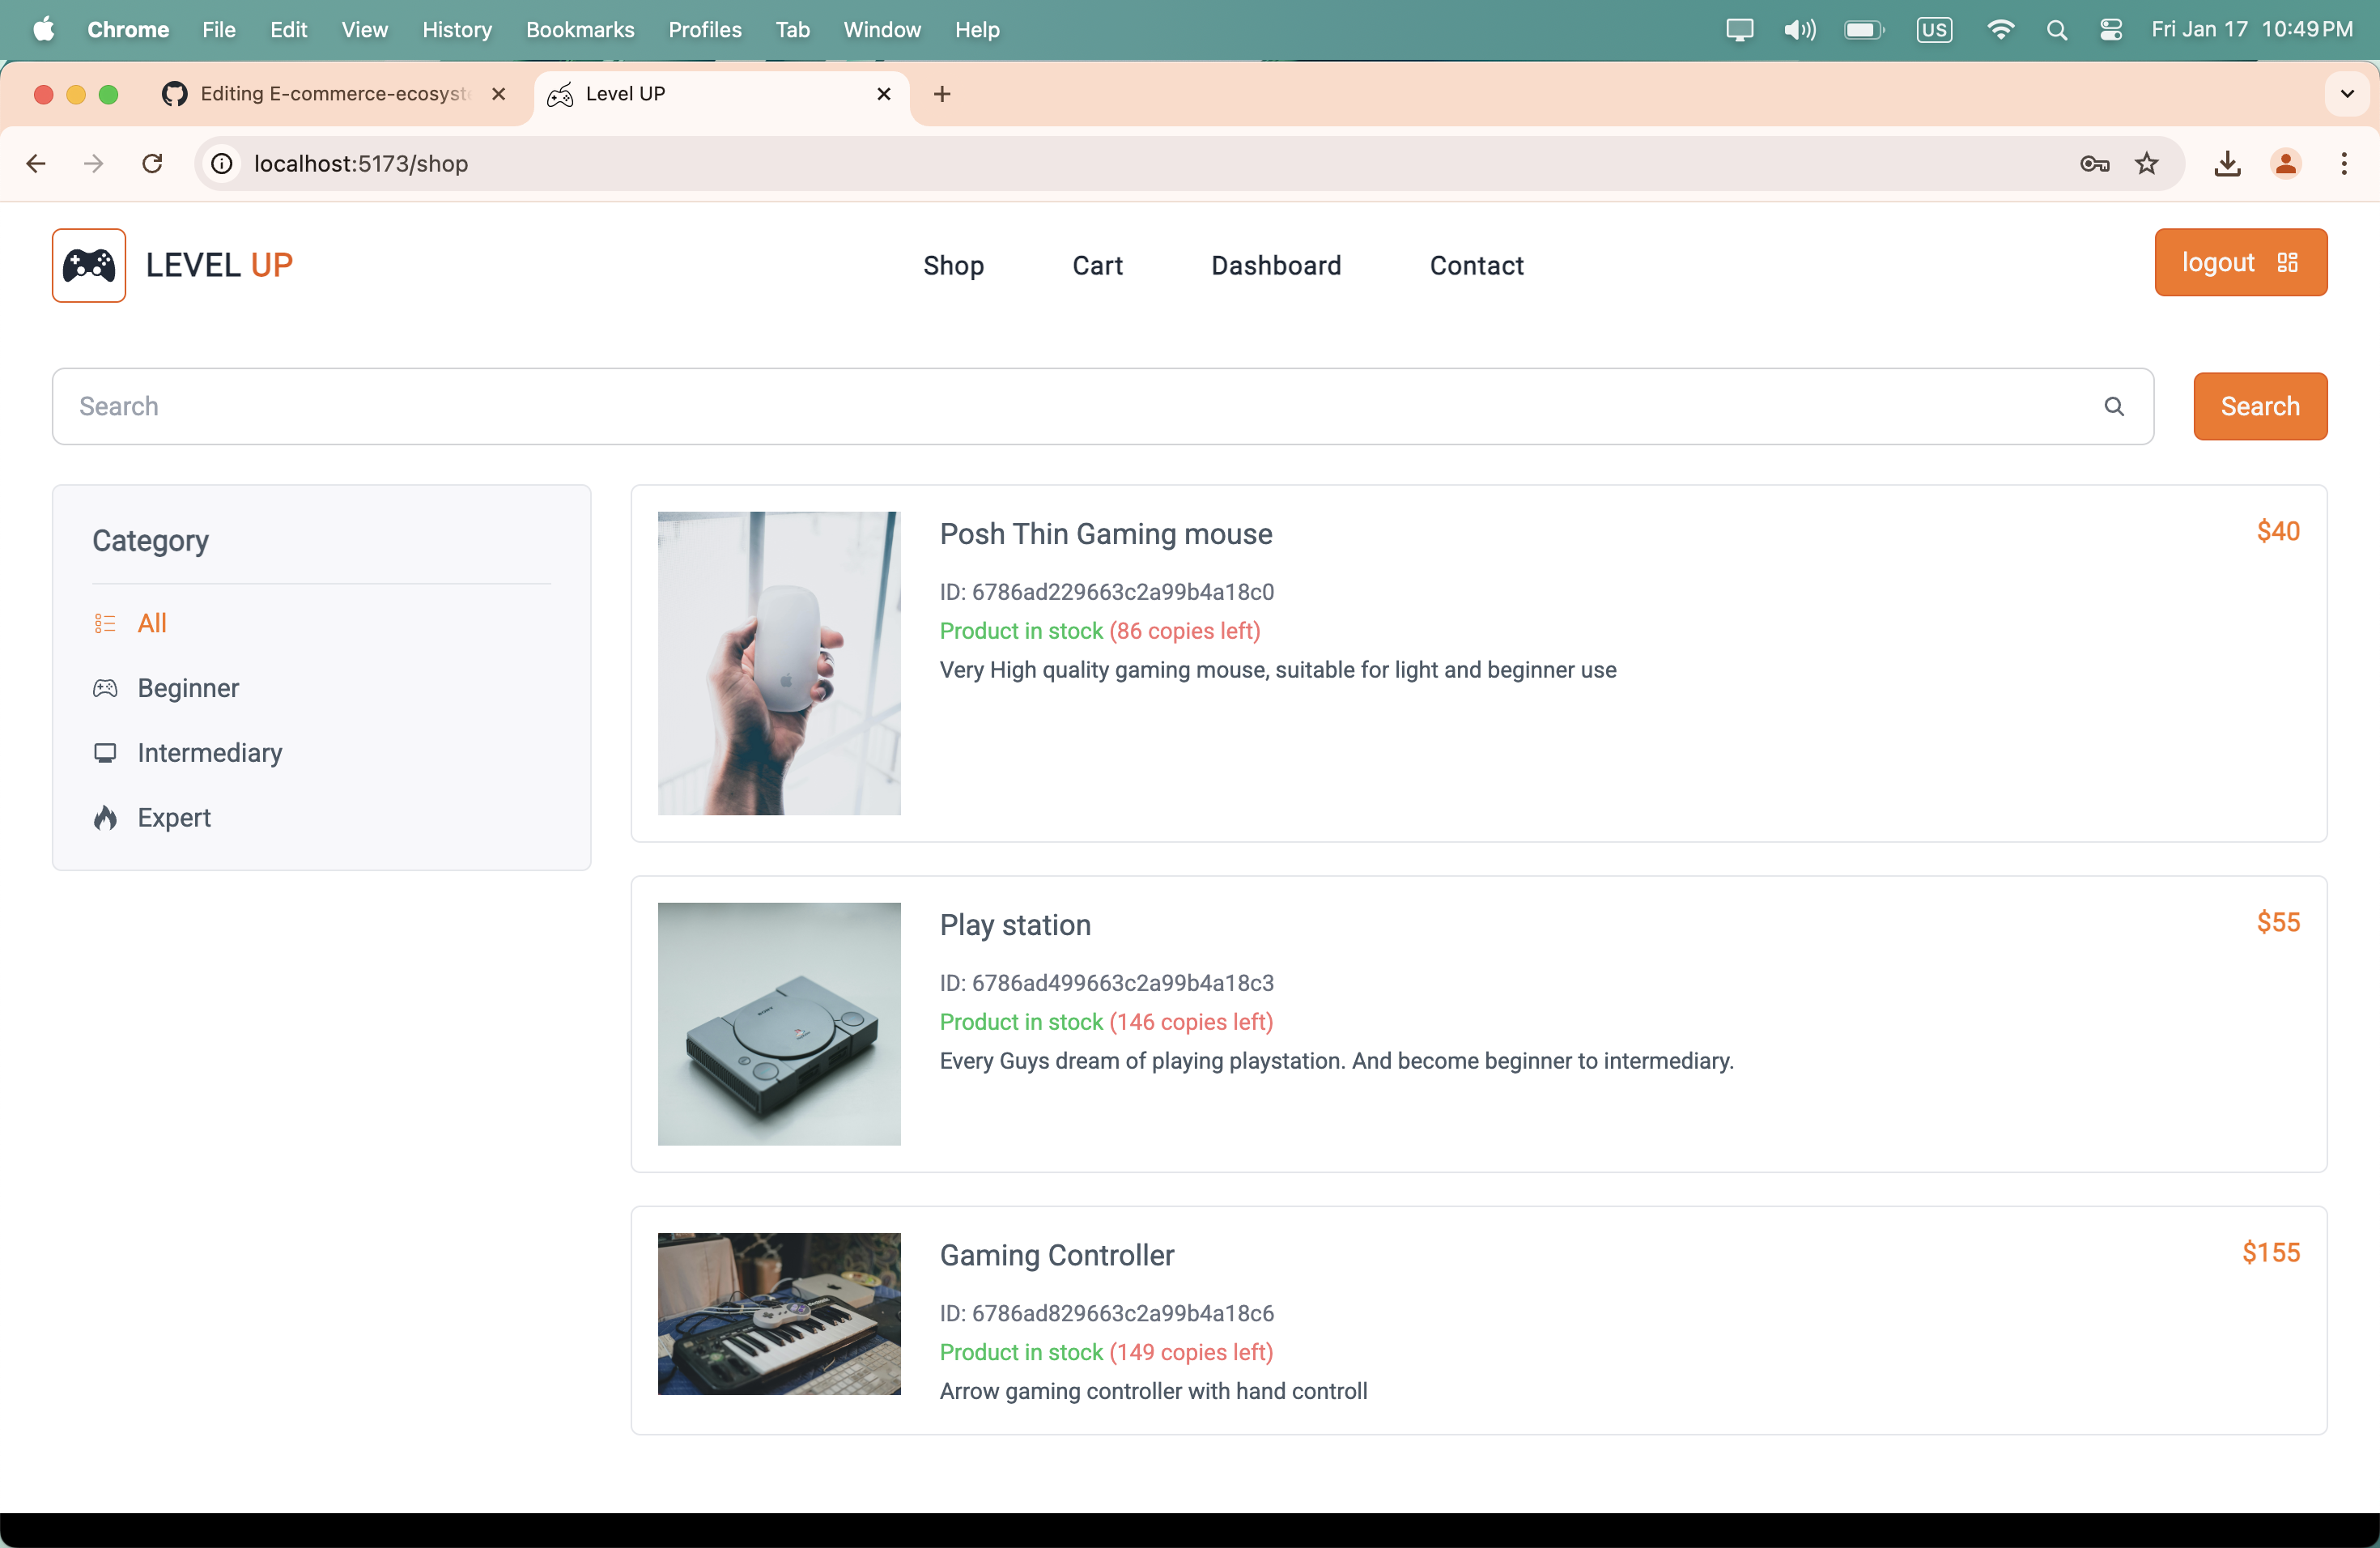 Chrome File Edit View History Bookmarks Profiles Tab Window Help US Fri Jan 17 10:49 PM
Editing E-commerce-ecosyst Level UP
localhost:5173/shop
LEVEL UP Shop Cart Dashboard Contact logout
Search Search
Category
All
Beginner
Intermediary
Expert
Posh Thin Gaming mouse $40
ID: 6786ad229663c2a99b4a18c0
Product in stock (86 copies left)
Very High quality gaming mouse, suitable for light and beginner use
Play station $55
ID: 6786ad499663c2a99b4a18c3
Product in stock (146 copies left)
Every Guys dream of playing playstation. And become beginner to intermediary.
Gaming Controller $155
ID: 6786ad829663c2a99b4a18c6
Product in stock (149 copies left)
Arrow gaming controller with hand controll